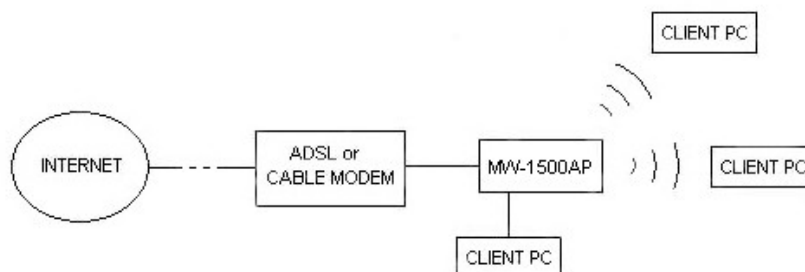 CLIENT PC
INTERNET
ADSL or
CABLE MODEM
MW-1500AP
CLIENT PC
CLIENT PC